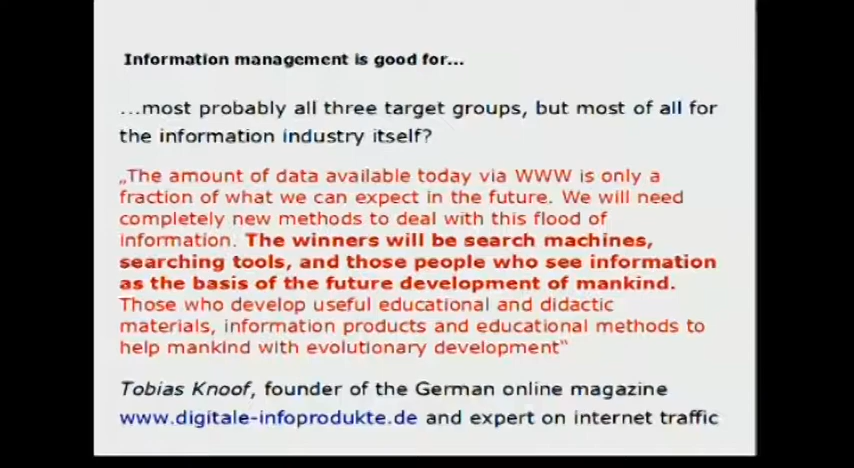 Information management is good for...
...most probably all three target groups, but most of all for
the information industry itself?
„The amount of data available today via WWW is only a
fraction of what we can expect in the future. We will need
completely new methods to deal with this flood of
information. The winners will be search machines,
searching tools, and those people who see information
as the basis of the future development of mankind.
Those who develop useful educational and didactic
materials, information products and educational methods to
help mankind with evolutionary development“
Tobias Knoof, founder of the German online magazine
www.digitale-infoprodukte.de and expert on internet traffic